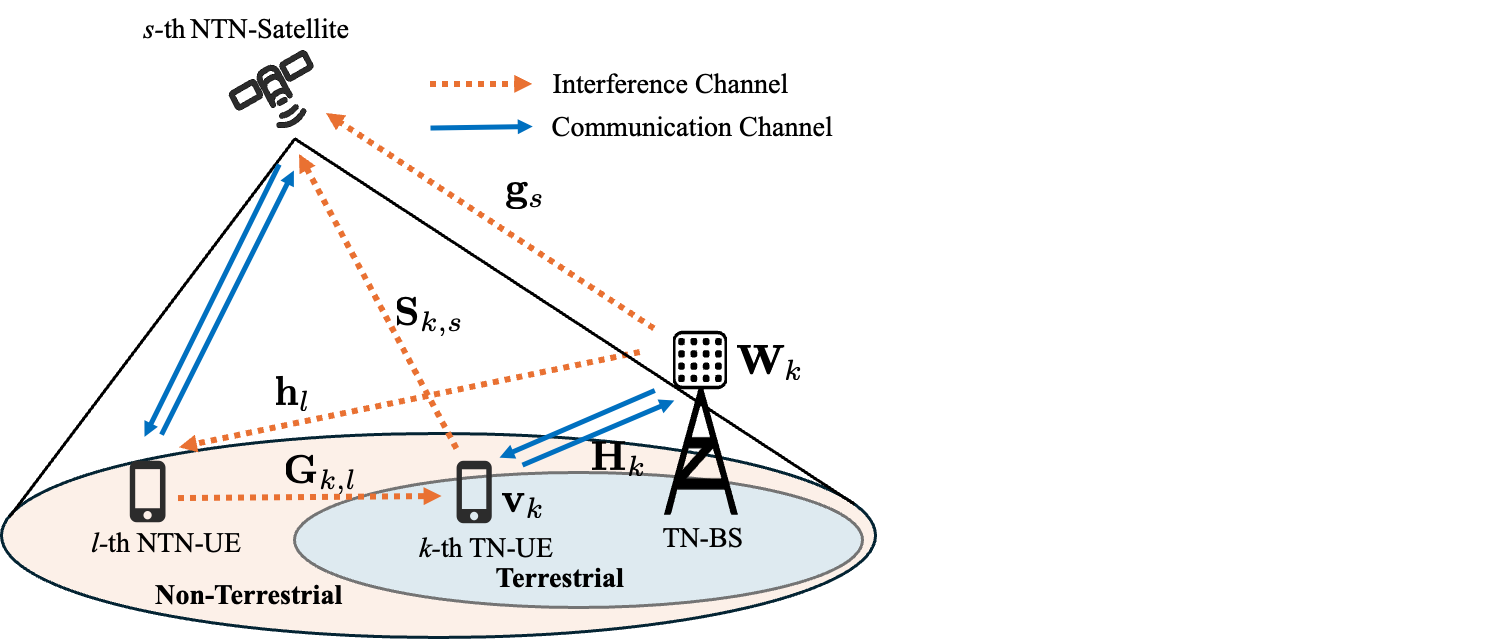 s-th NTN-Satellite
Interference Channel
Communication Channel
g_s
S_{k,s}
W_k
h_l
H_k
G_{k,l}
v_k
l-th NTN-UE
k-th TN-UE
TN-BS
Terrestrial
Non-Terrestrial